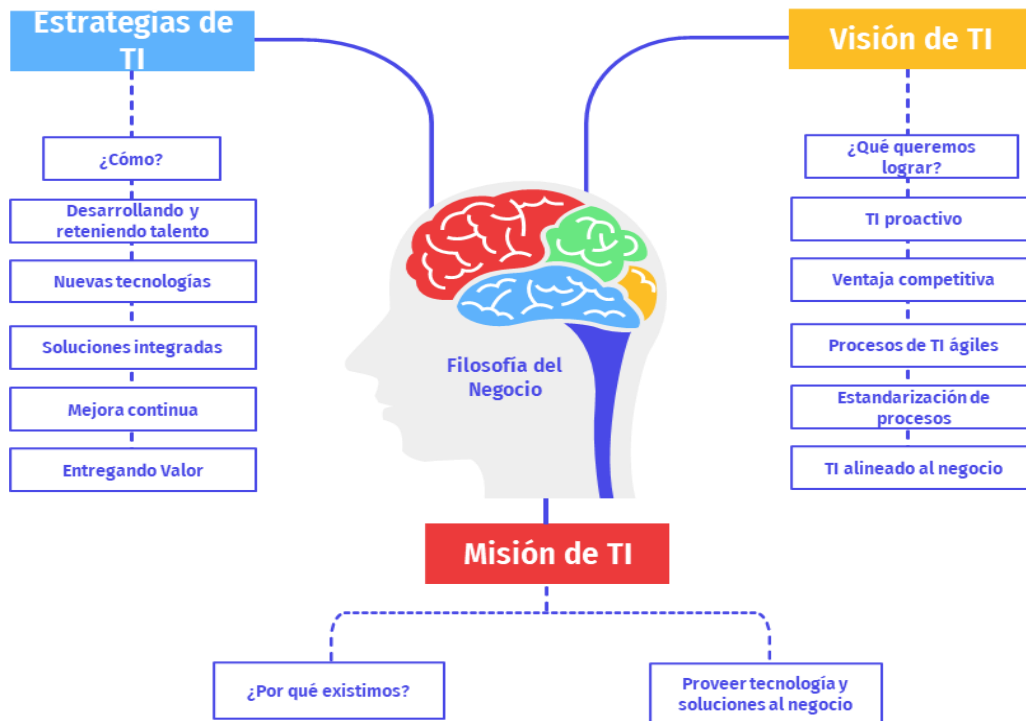 Estrategias de
TI
¿Cómo?
Desarrollando y
reteniendo talento
Nuevas tecnologías
Soluciones integradas
Mejora continua
Entregando Valor
Filosofía del
Negocio
Visión de TI
¿Qué queremos
lograr?
TI proactivo
Ventaja competitiva
Procesos de TI ágiles
Estandarización de
procesos
TI alineado al negocio
Misión de TI
¿Por qué existimos?
Proveer tecnología y
soluciones al negocio